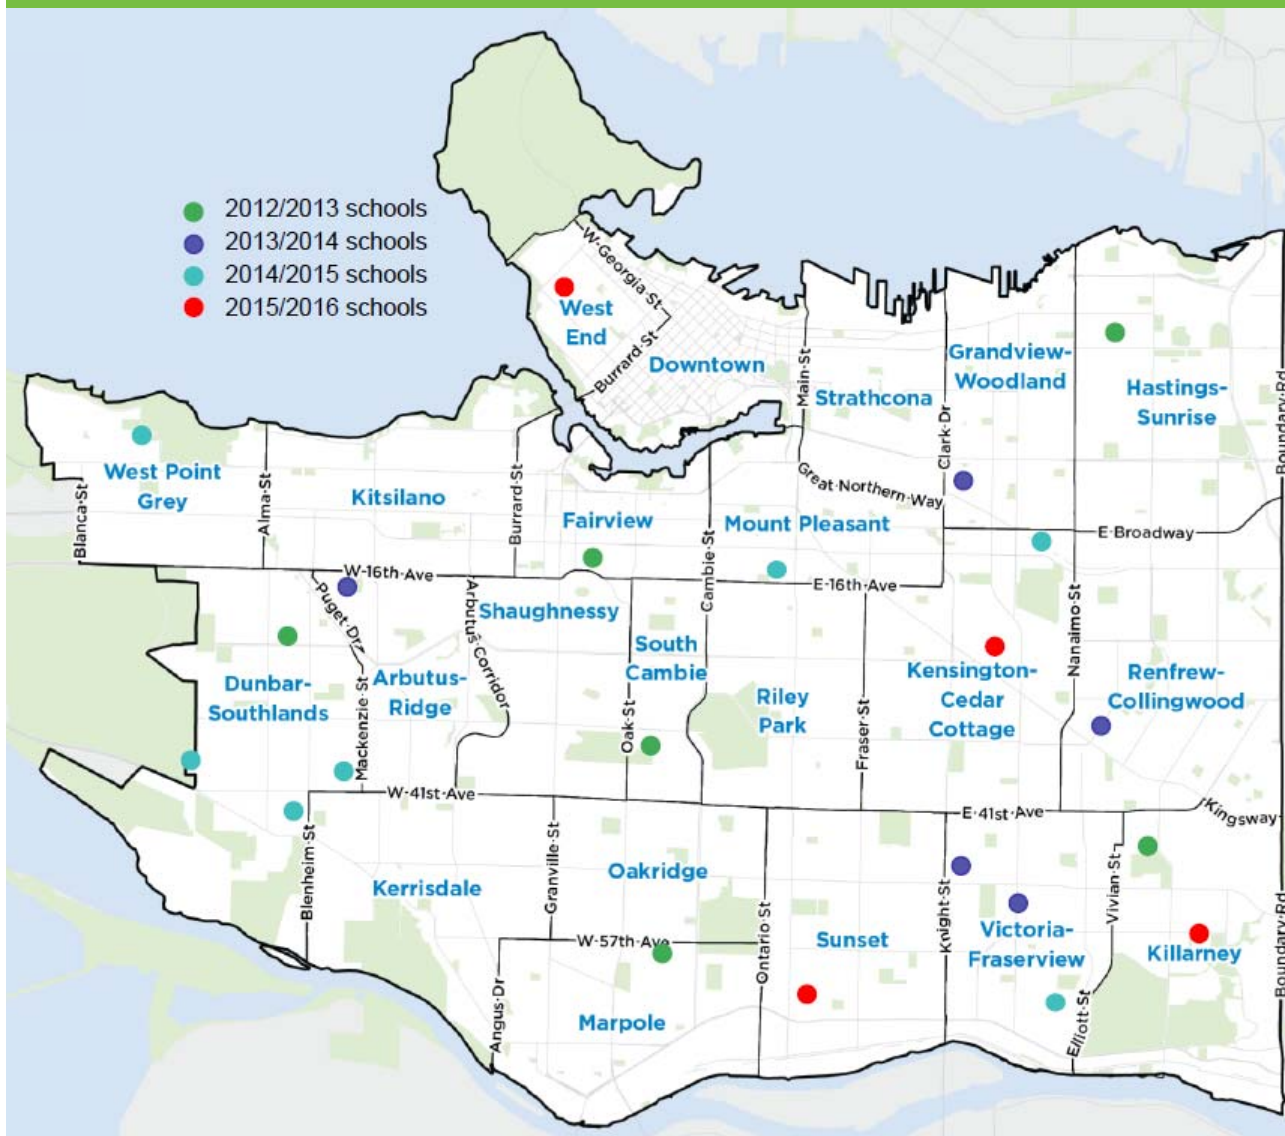 2012/2013 schools
2013/2014 schools
2014/2015 schools
2015/2016 schools
W-Georgia-St
West
End
Burrard-St
Downtown
Main-St
Strathcona
Grandview-
Woodland
Clark-Dr
Hastings-
Sunrise
Boundary-Rd
West Point
Grey
Blanca-St
Alma-St
Kitsilano
Burrard-St
Fairview
Cambie-St
Mount Pleasant
Great-Northern-Way
E-Broadway
Nanaimo-St
W-16th-Ave
E-16th-Ave
Puget-Dr
Arbutus-Corridor
Shaughnessy
South
Cambie
Oak-St
Dunbar-
Southlands
Mackenzie-St
Arbutus-
Ridge
Riley
Park
Fraser-St
Kensington-
Cedar
Cottage
Renfrew-
Collingwood
W-41st-Ave
E-41st-Ave
Kingsway
Blenheim-St
Kerrisdale
Granville-St
Oakridge
Ontario-St
Knight-St
Vivian-St
W-57th-Ave
Sunset
Victoria-
Fraserview
Killarney
Boundary-Rd
Angus-Dr
Marpole
Elliott-St